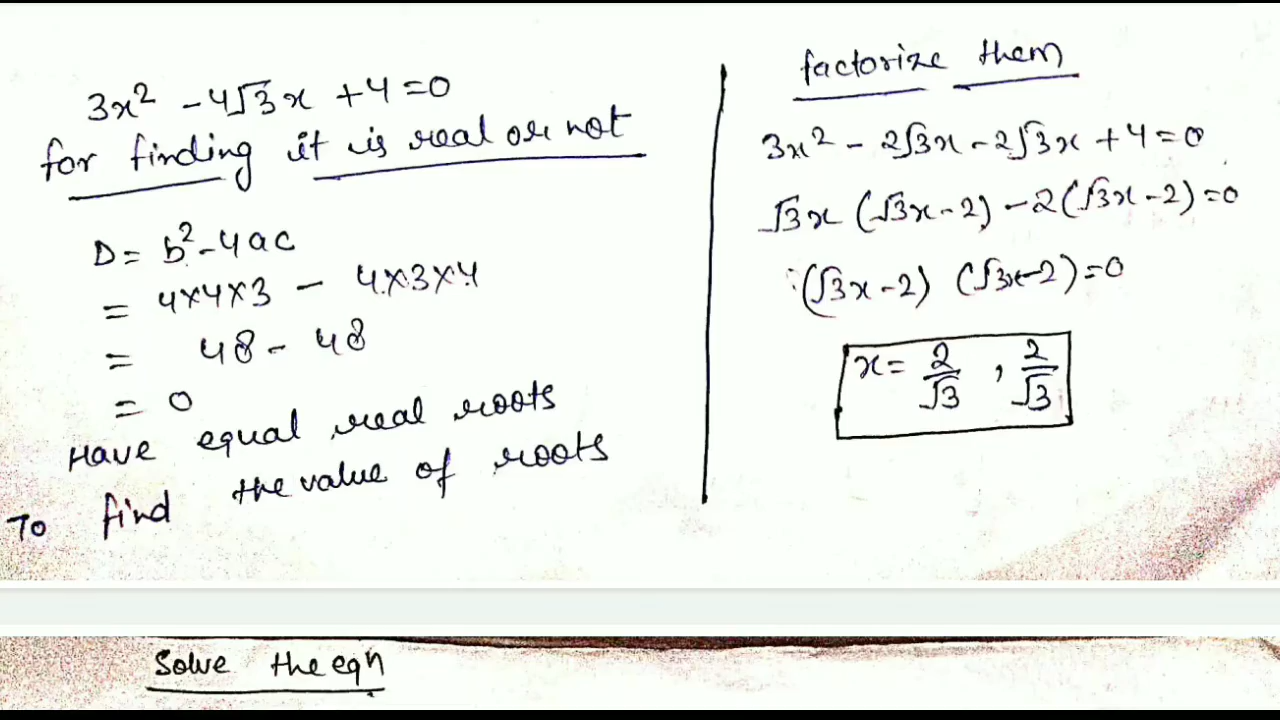 3x² - 4√3x + 4 = 0
for finding it is real or not
D = b² - 4ac
= 4×4×3 - 4×3×4
= 48 - 48
= 0
Have equal real roots
To find the value of roots
factorize them
3x² - 2√3x - 2√3x + 4 = 0
√3x (√3x - 2) - 2 (√3x - 2) = 0
(√3x - 2) (√3x - 2) = 0
x = 2/√3 , 2/√3
Solve the eqn